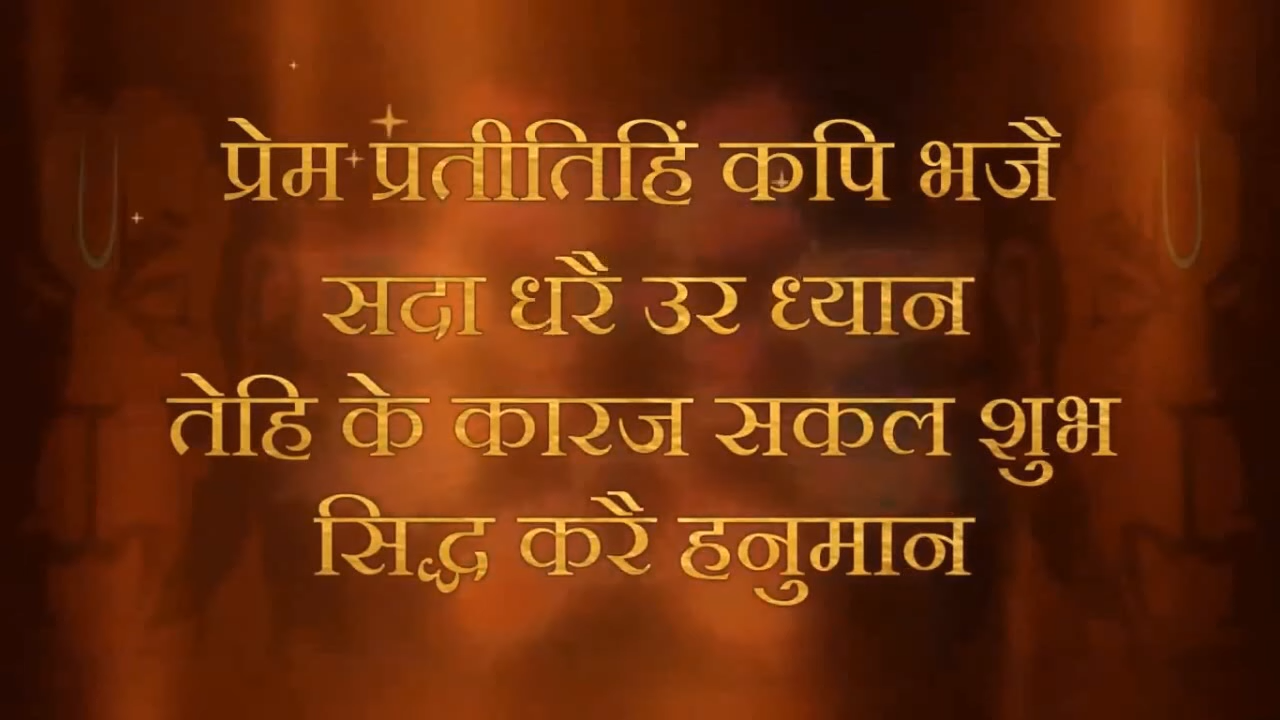 प्रेम प्रतीतिहिं कपि भजै
सदा धरै उर ध्यान
तेहि के कारज सकल शुभ
सिद्ध करै हनुमान